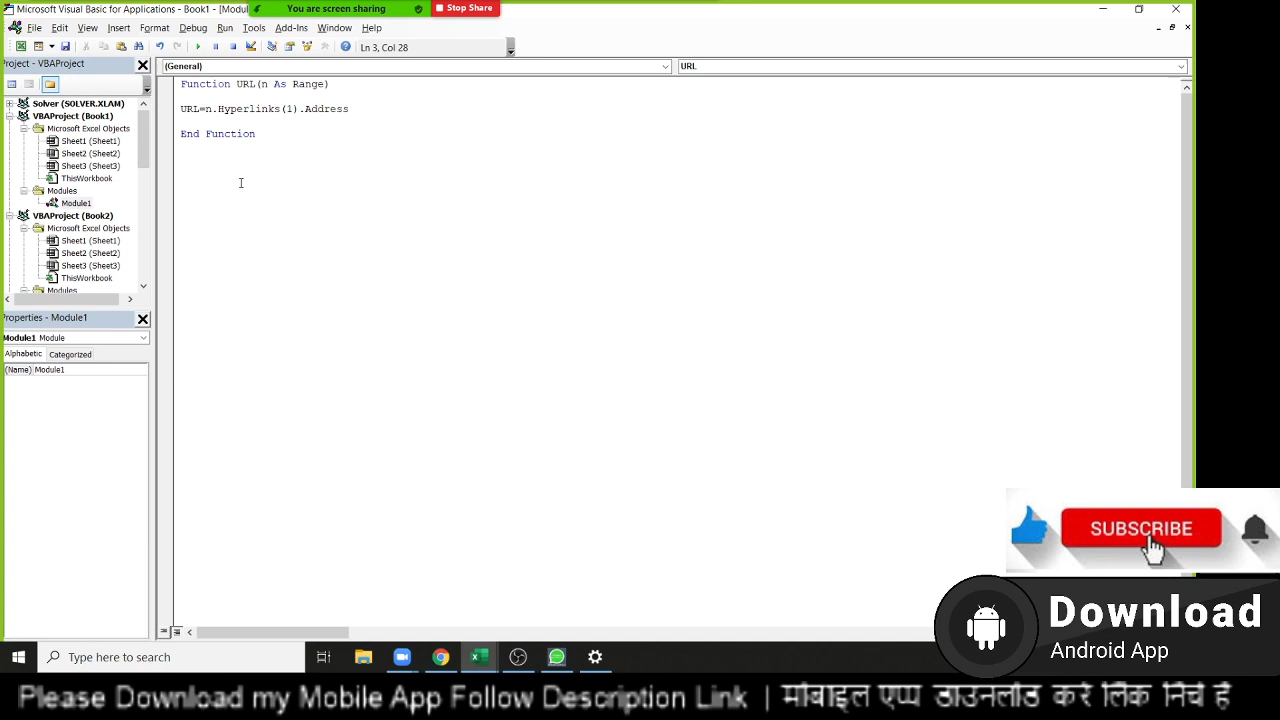 Microsoft Visual Basic for Applications - Book1 - [Modul
You are screen sharing
Stop Share
File Edit View Insert Format Debug Run Tools Add-Ins Window Help
Ln 3, Col 28
Project - VBAProject
(General)
URL
Solver (SOLVER.XLAM)
VBAProject (Book1)
Microsoft Excel Objects
Sheet1 (Sheet1)
Sheet2 (Sheet2)
Sheet3 (Sheet3)
ThisWorkbook
Modules
Module1
VBAProject (Book2)
Microsoft Excel Objects
Sheet1 (Sheet1)
Sheet2 (Sheet2)
Sheet3 (Sheet3)
ThisWorkbook
Modules
Function URL(n As Range)
URL=n.Hyperlinks(1).Address
End Function
Properties - Module1
Module1 Module
Alphabetic Categorized
(Name) Module1
SUBSCRIBE
Download
Android App
Type here to search
Please Download my Mobile App Follow Description Link | मोबाइल एप्प डाउनलोड करे लिंक निचे है